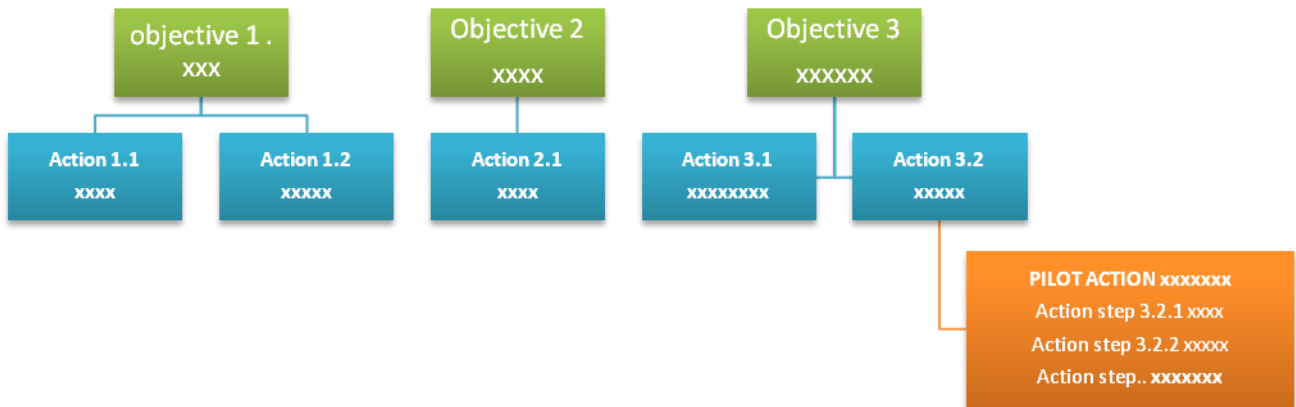 objective 1 .
xxx
Objective 2
xxxx
Objective 3
xxxxxx
Action 1.1
xxxx
Action 1.2
xxxxx
Action 2.1
xxxx
Action 3.1
xxxxxxxx
Action 3.2
xxxxx
PILOT ACTION xxxxxxx
Action step 3.2.1 xxxx
Action step 3.2.2 xxxxx
Action step.. xxxxxxx